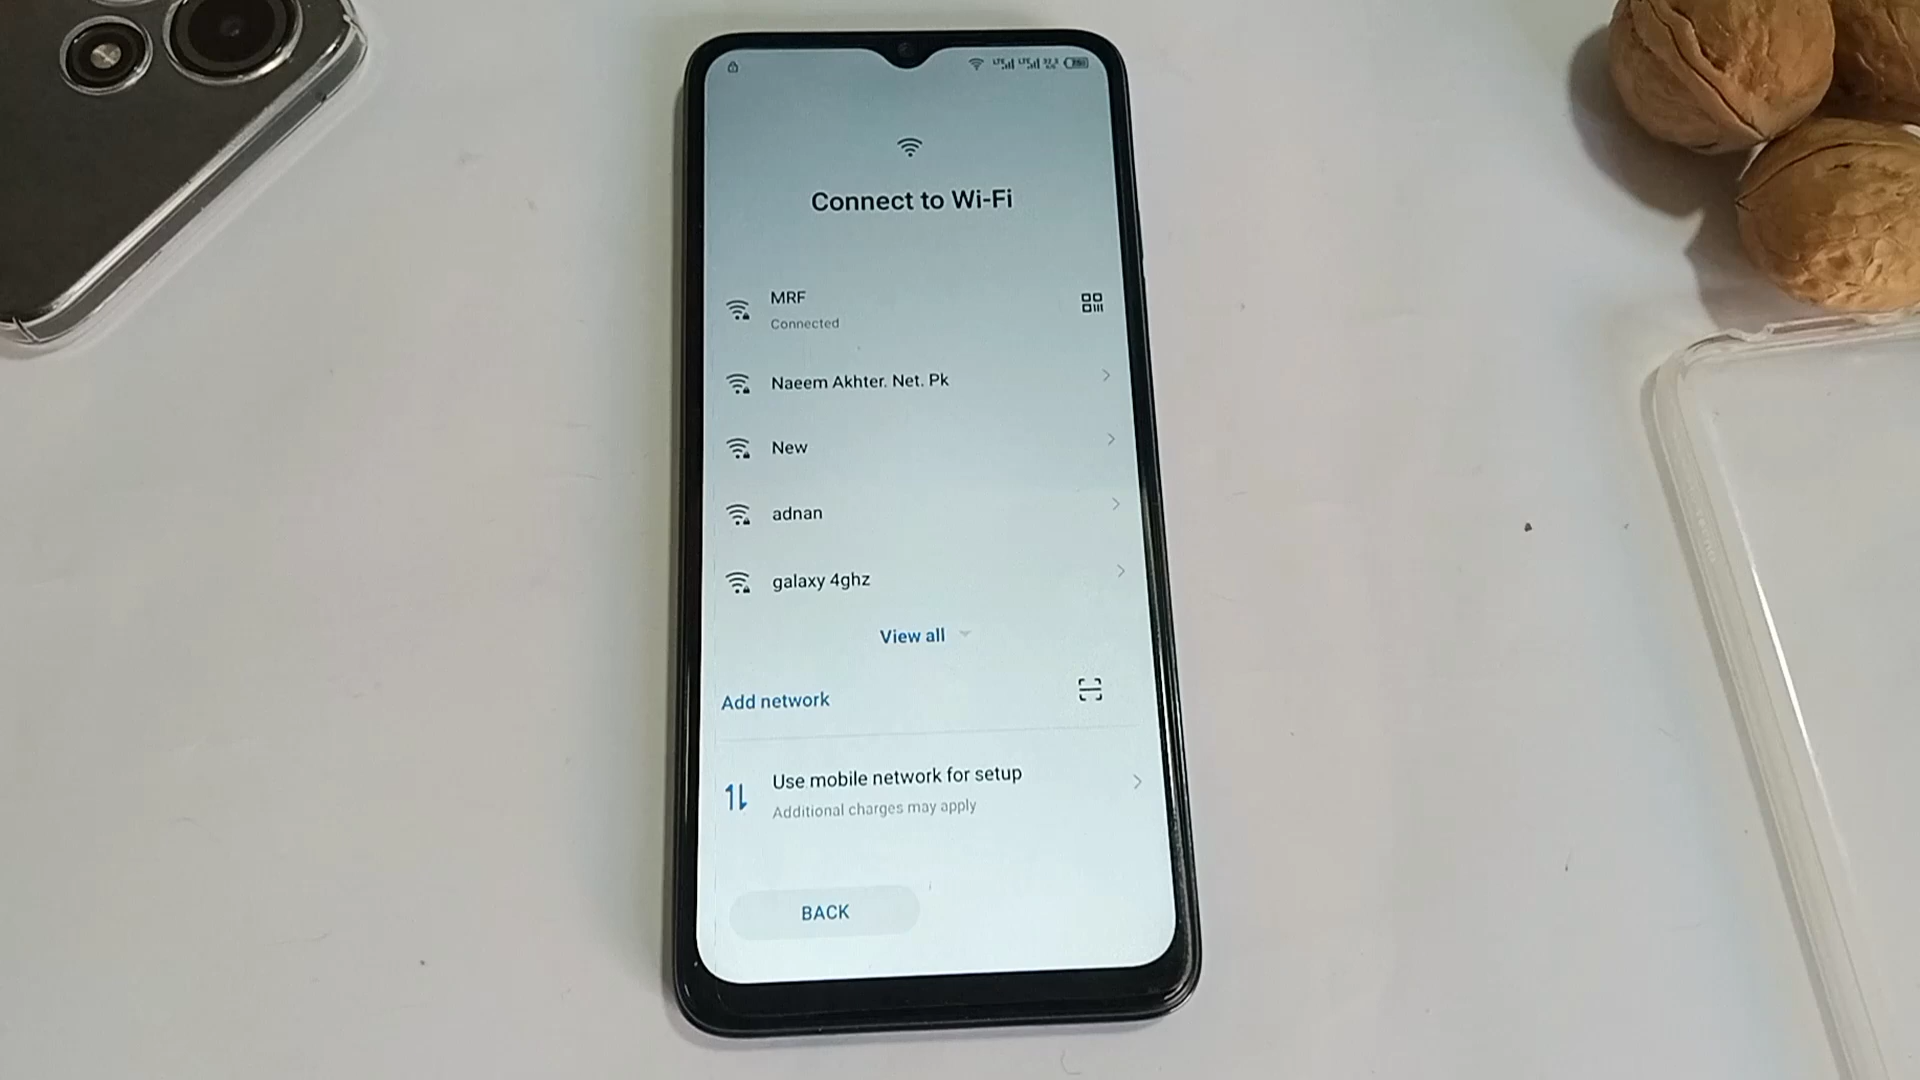 Connect to Wi-Fi
MRF
Connected
Naeem Akhter. Net. Pk
New
adnan
galaxy 4ghz
View all
Add network
Use mobile network for setup
Additional charges may apply
BACK